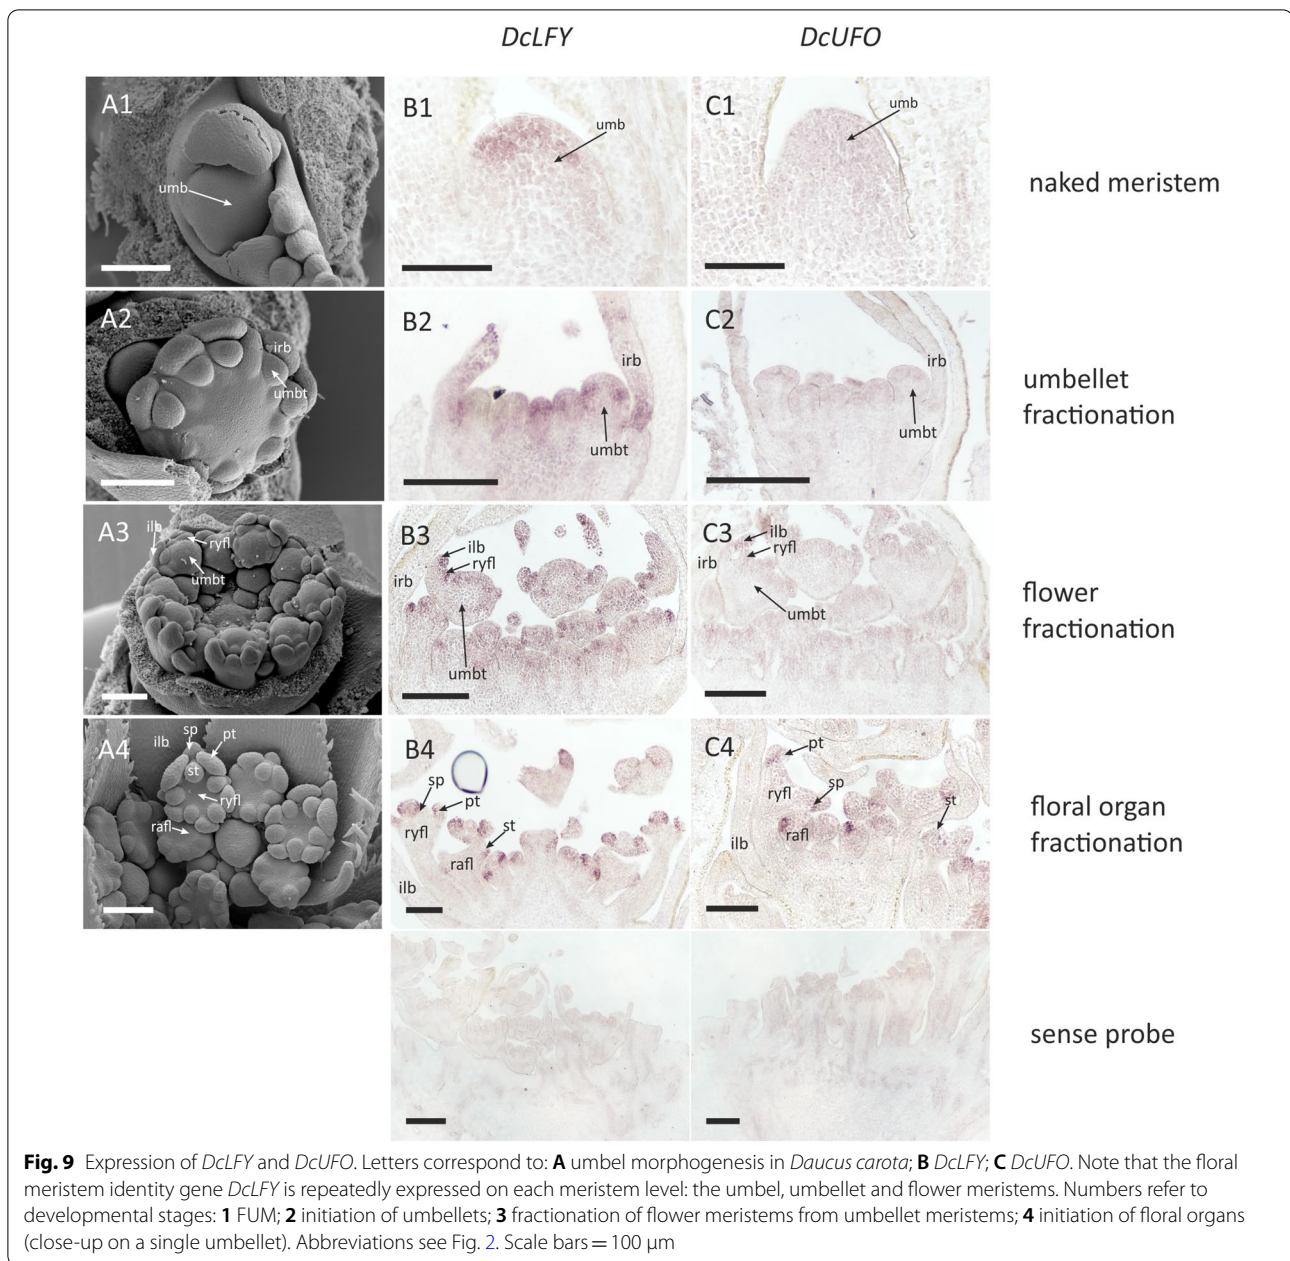 DcLFY DcUFO
A1 B1 C1
umb umb umb
naked meristem
A2 B2 C2
irb irb irb
umbt umbt umbt
umbellet
fractionation
A3 B3 C3
ilb ilb ilb
ryfl ryfl ryfl
irb irb
umbt umbt umbt
flower
fractionation
A4 B4 C4
sp pt pt
ilb
st sp pt ryfl sp st
ryfl ryfl st
rafl rafl rafl
ilb ilb
floral organ
fractionation
sense probe
Fig. 9 Expression of DcLFY and DcUFO. Letters correspond to: A umbel morphogenesis in Daucus carota; B DcLFY; C DcUFO. Note that the floral
meristem identity gene DcLFY is repeatedly expressed on each meristem level: the umbel, umbellet and flower meristems. Numbers refer to
developmental stages: 1 FUM; 2 initiation of umbellets; 3 fractionation of flower meristems from umbellet meristems; 4 initiation of floral organs
(close-up on a single umbellet). Abbreviations see Fig. 2. Scale bars = 100 µm